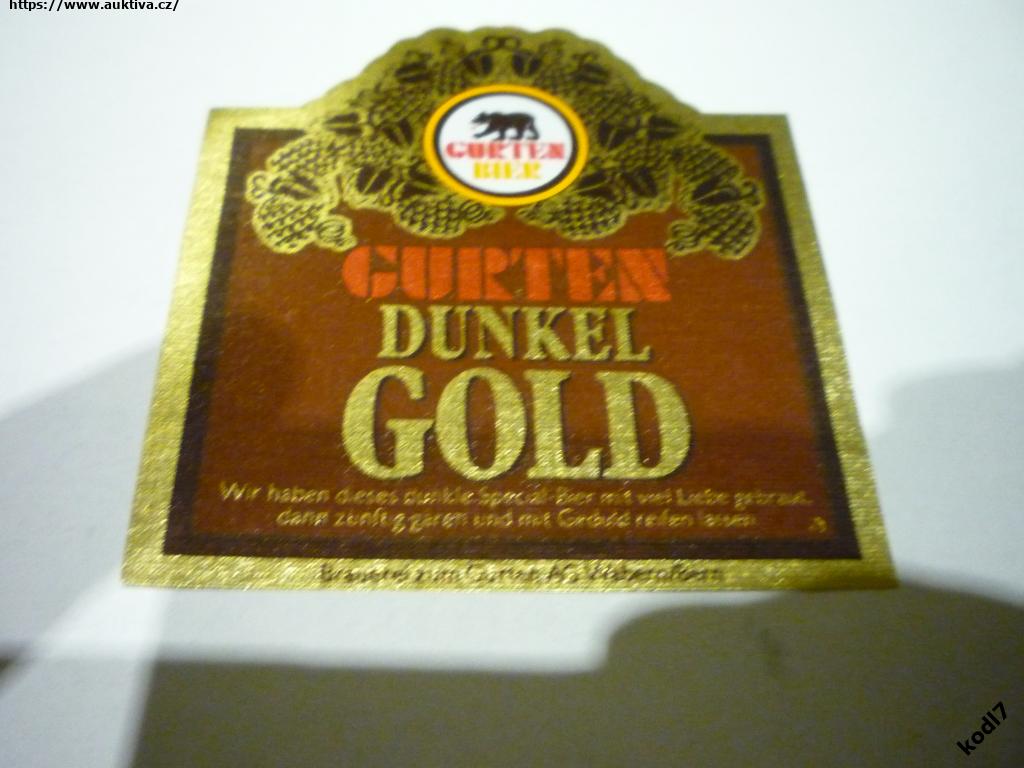 https://www.auktiva.cz/
GURTEN
BIER
GURTEN
DUNKEL
GOLD
Wir haben dieses dunkle Spezial-Bier mit viel Liebe gebraut,
dann zünftig gären und mit Geduld reifen lassen.
Brauerei zum Gurten AG Wabern/Bern
kodl7